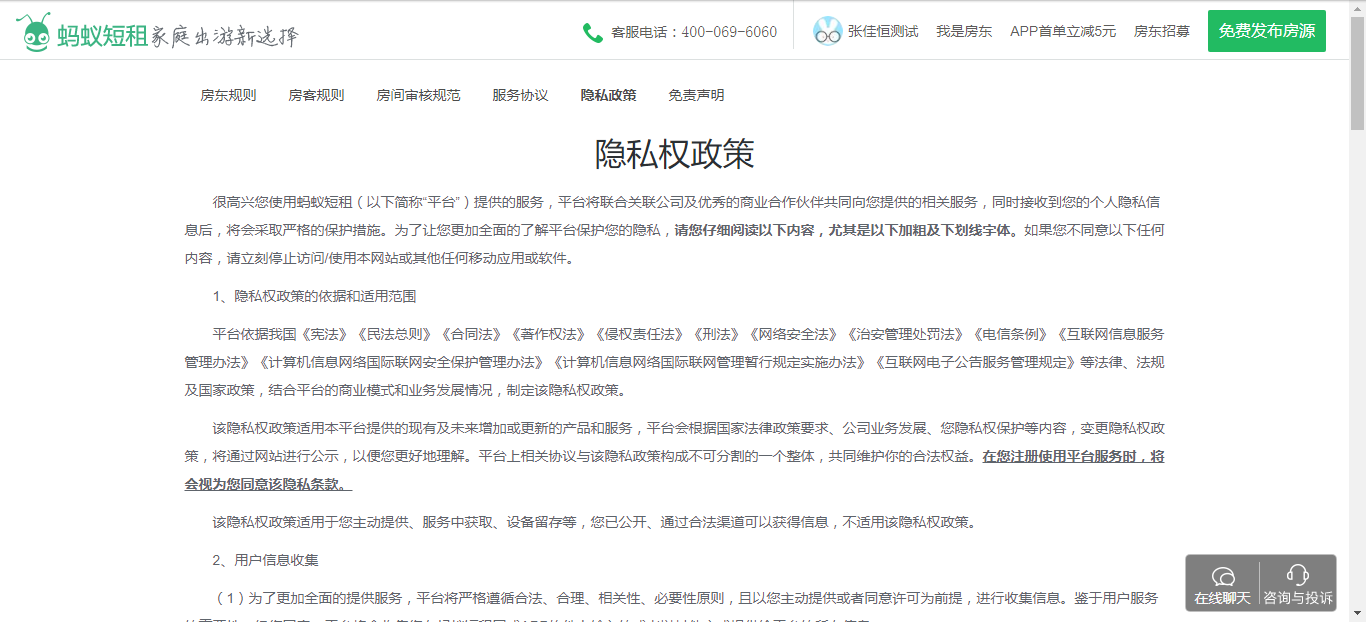 蚂蚁短租 家庭出游新选择
客服电话：400-069-6060
张佳恒测试 我是房东 APP首单立减5元 房东招募 免费发布房源
房东规则 房客规则 房间审核规范 服务协议 隐私政策 免责声明
隐私权政策
很高兴您使用蚂蚁短租（以下简称“平台”）提供的服务，平台将联合关联公司及优秀的商业合作伙伴共同向您提供的相关服务，同时接收到您的个人隐私信
息后，将会采取严格的保护措施。为了让您更加全面的了解平台保护您的隐私，请您仔细阅读以下内容，尤其是以下加粗及下划线字体。如果您不同意以下任何
内容，请立刻停止访问/使用本网站或其他任何移动应用或软件。
1、隐私权政策的依据和适用范围
平台依据我国《宪法》《民法总则》《合同法》《著作权法》《侵权责任法》《刑法》《网络安全法》《治安管理处罚法》《电信条例》《互联网信息服务
管理办法》《计算机信息网络国际联网安全保护管理办法》《计算机信息网络国际联网管理暂行规定实施办法》《互联网电子公告服务管理规定》等法律、法规
及国家政策，结合平台的商业模式和业务发展情况，制定该隐私权政策。
该隐私权政策适用本平台提供的现有及未来增加或更新的产品和服务，平台会根据国家法律政策要求、公司业务发展、您隐私权保护等内容，变更隐私权政
策，将通过网站进行公示，以便您更好地理解。平台上相关协议与该隐私政策构成不可分割的一个整体，共同维护你的合法权益。在您注册使用平台服务时，将
会视为您同意该隐私条款。
该隐私权政策适用于您主动提供、服务中获取、设备留存等，您已公开、通过合法渠道可以获得信息，不适用该隐私权政策。
2、用户信息收集
（1）为了更加全面的提供服务，平台将严格遵循合法、合理、相关性、必要性原则，且以您主动提供或者同意许可为前提，进行收集信息。鉴于用户服务
在线聊天 咨询与投诉